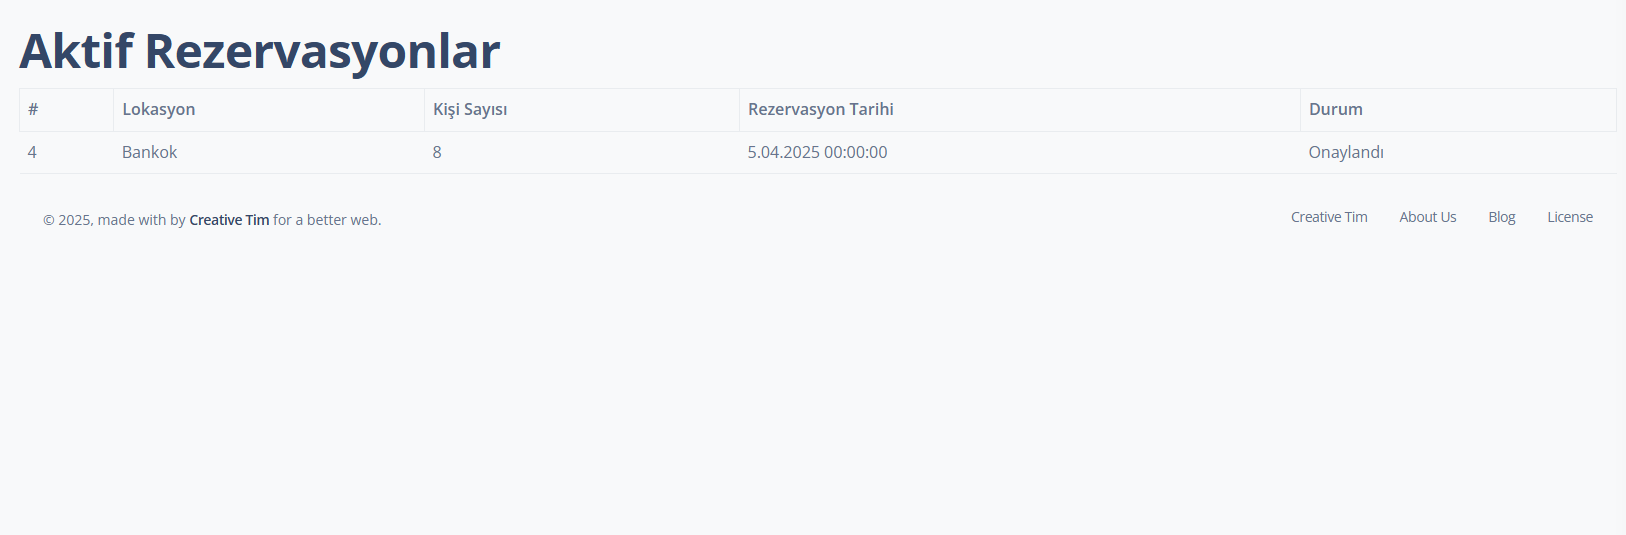 Aktif Rezervasyonlar
# Lokasyon Kişi Sayısı Rezervasyon Tarihi Durum
4 Bankok 8 5.04.2025 00:00:00 Onaylandı
© 2025, made with by Creative Tim for a better web. Creative Tim About Us Blog License